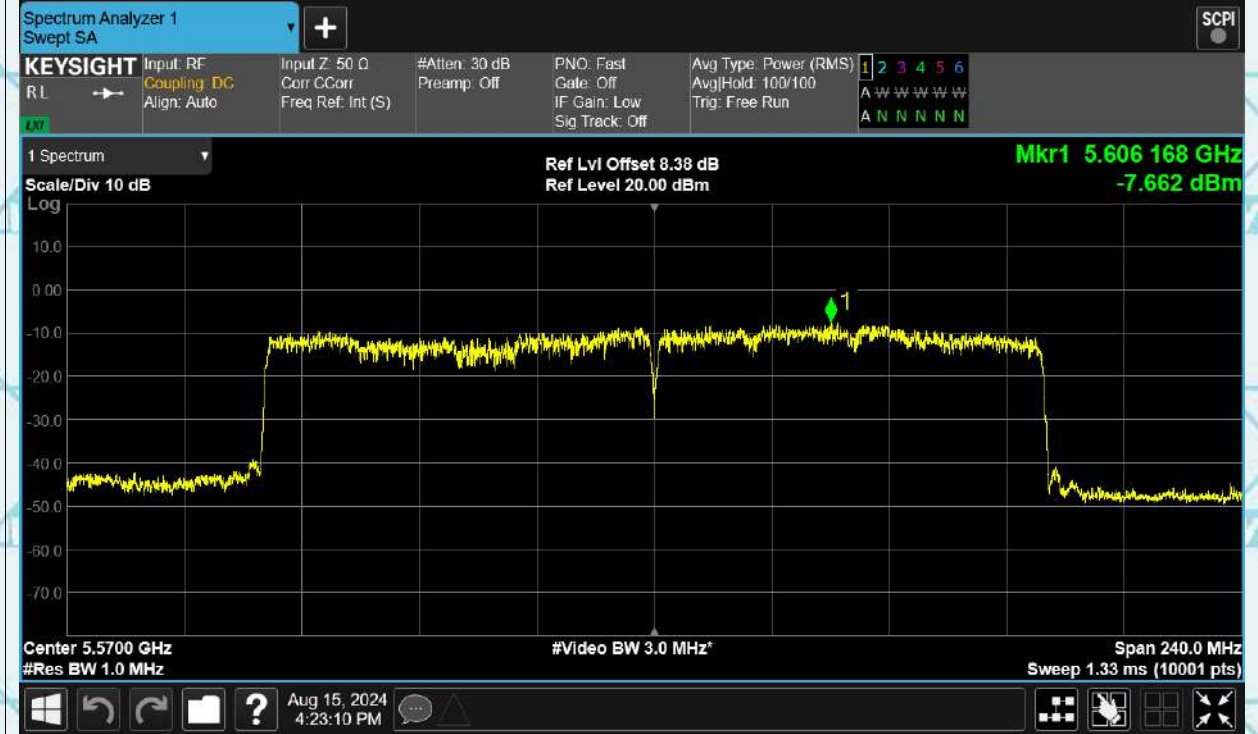 Spectrum Analyzer 1
Swept SA
SCPI
KEYSIGHT
R L
LXI
Input: RF
Coupling: DC
Align: Auto
Input Z: 50 Ω
Corr CCorr
Freq Ref: Int (S)
#Atten: 30 dB
Preamp: Off
PNO: Fast
Gate: Off
IF Gain: Low
Sig Track: Off
Avg Type: Power (RMS)
Avg|Hold: 100/100
Trig: Free Run
1 2 3 4 5 6
A W W W W W
A N N N N N
1 Spectrum
Scale/Div 10 dB
Log
Ref Lvl Offset 8.38 dB
Ref Level 20.00 dBm
Mkr1 5.606 168 GHz
-7.662 dBm
10.0
0.00
1
-10.0
-20.0
-30.0
-40.0
-50.0
-60.0
-70.0
Center 5.5700 GHz
#Res BW 1.0 MHz
#Video BW 3.0 MHz*
Span 240.0 MHz
Sweep 1.33 ms (10001 pts)
?
Aug 15, 2024
4:23:10 PM